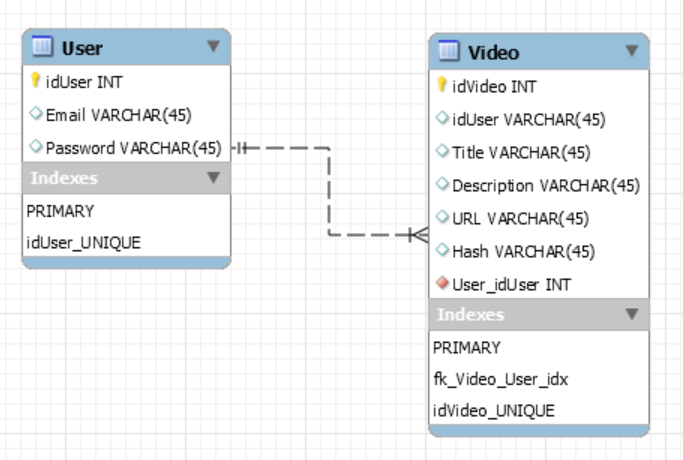 User
idUser INT
Email VARCHAR(45)
Password VARCHAR(45)
Indexes
PRIMARY
idUser_UNIQUE
Video
idVideo INT
idUser VARCHAR(45)
Title VARCHAR(45)
Description VARCHAR(45)
URL VARCHAR(45)
Hash VARCHAR(45)
User_idUser INT
Indexes
PRIMARY
fk_Video_User_idx
idVideo_UNIQUE